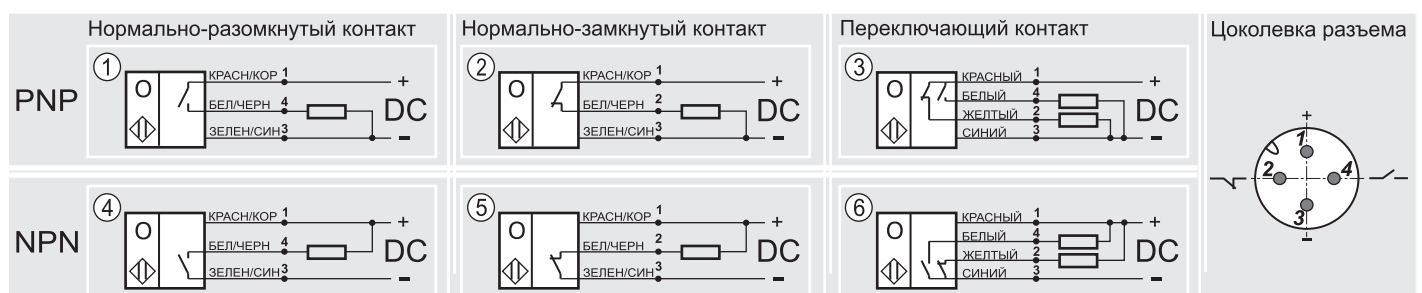 Нормально-разомкнутый контакт
Нормально-замкнутый контакт
Переключающий контакт
Цоколевка разъема
PNP
1
O
КРАСН/КОР 1 +
БЕЛ/ЧЕРН 4 DC
ЗЕЛЕН/СИН 3 -
2
O
КРАСН/КОР 1 +
БЕЛ/ЧЕРН 2 DC
ЗЕЛЕН/СИН 3 -
3
O
КРАСНЫЙ 1 +
БЕЛЫЙ 4
ЖЕЛТЫЙ 2 DC
СИНИЙ 3 -
NPN
4
O
КРАСН/КОР 1 +
БЕЛ/ЧЕРН 4 DC
ЗЕЛЕН/СИН 3 -
5
O
КРАСН/КОР 1 +
БЕЛ/ЧЕРН 2 DC
ЗЕЛЕН/СИН 3 -
6
O
КРАСНЫЙ 1 +
БЕЛЫЙ 4
ЖЕЛТЫЙ 2 DC
СИНИЙ 3 -
+
1
2 4
3
-